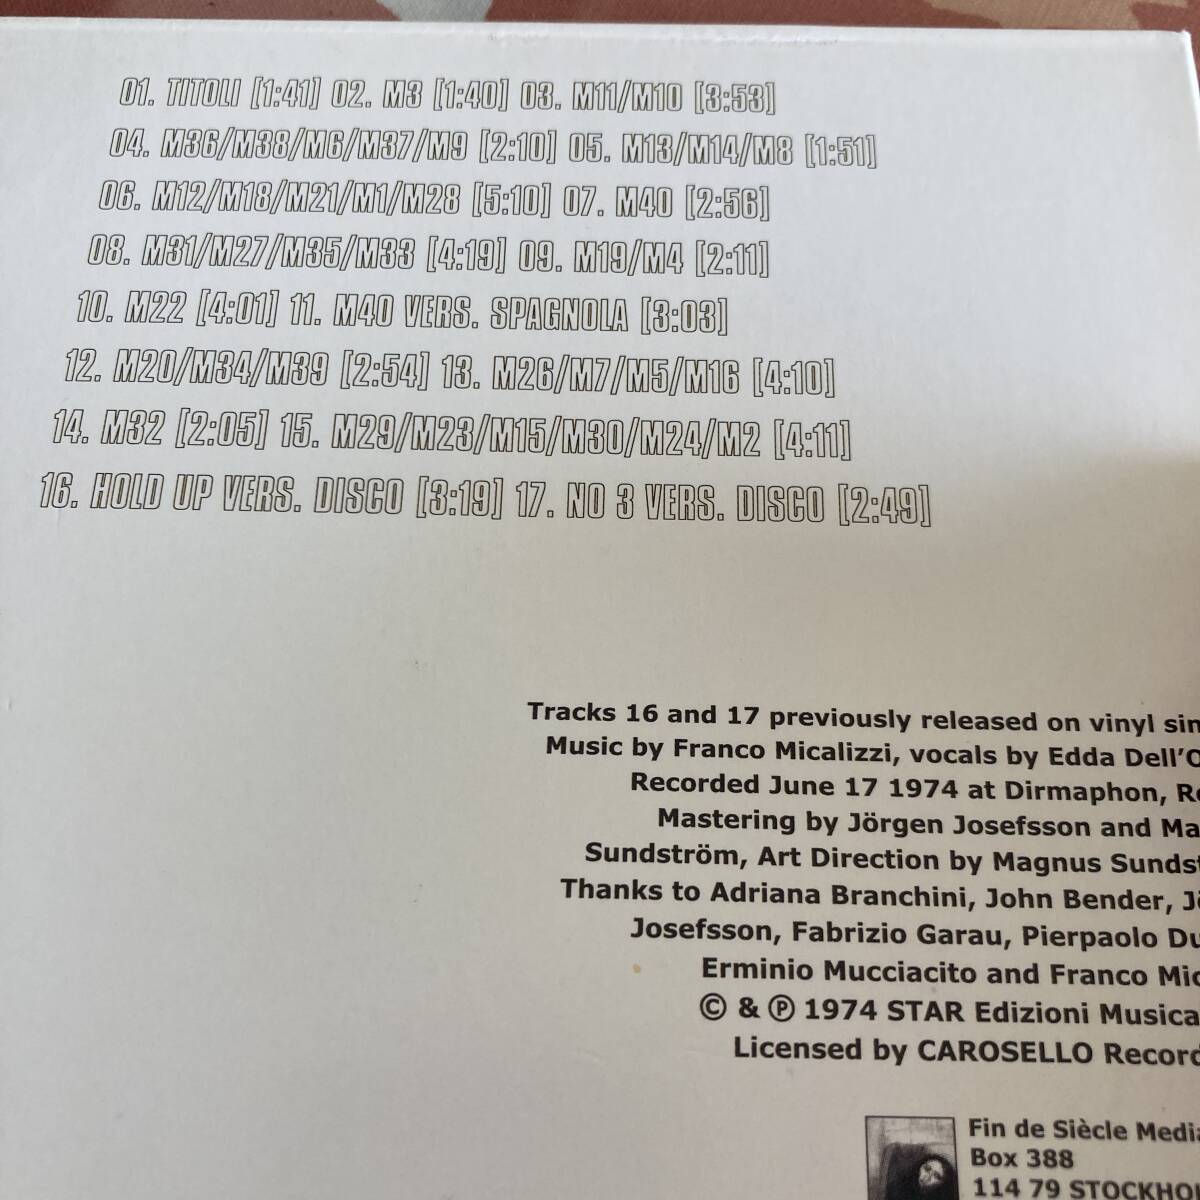 01. TITOLI [1:41] 02. M3 [1:40] 03. M11/M10 [3:53]
04. M36/M38/M6/M37/M9 [2:10] 05. M13/M14/M8 [1:51]
06. M12/M18/M21/M1/M28 [5:10] 07. M40 [2:56]
08. M31/M27/M35/M33 [4:19] 09. M19/M4 [2:11]
10. M22 [4:01] 11. M40 VERS. SPAGNOLA [3:03]
12. M20/M34/M39 [2:54] 13. M26/M7/M5/M16 [4:10]
14. M32 [2:05] 15. M29/M23/M15/M30/M24/M2 [4:11]
16. HOLD UP VERS. DISCO [3:19] 17. NO 3 VERS. DISCO [2:49]
Tracks 16 and 17 previously released on vinyl sin
Music by Franco Micalizzi, vocals by Edda Dell'O
Recorded June 17 1974 at Dirmaphon, Ro
Mastering by Jörgen Josefsson and Ma
Sundström, Art Direction by Magnus Sundst
Thanks to Adriana Branchini, John Bender, Jö
Josefsson, Fabrizio Garau, Pierpaolo Du
Erminio Mucciacito and Franco Mic
© & ℗ 1974 STAR Edizioni Musica
Licensed by CAROSELLO Record
Fin de Siècle Media
Box 388
114 79 STOCKHO